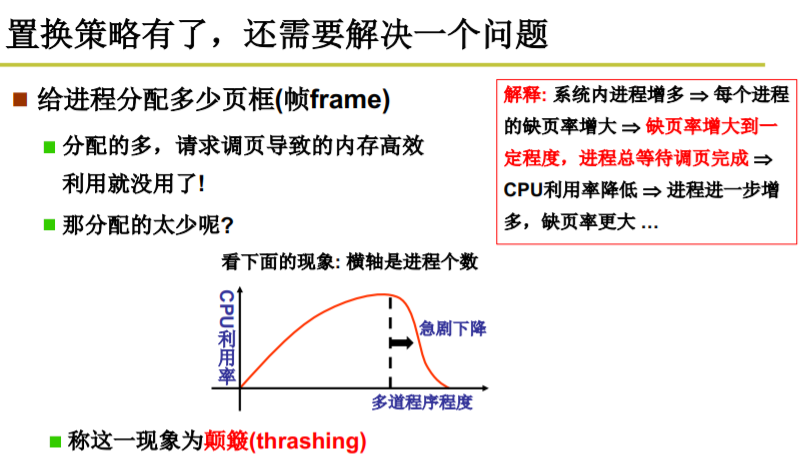 置换策略有了，还需要解决一个问题
给进程分配多少页框(帧frame)
分配的多，请求调页导致的内存高效
利用就没用了!
那分配的太少呢?
解释: 系统内进程增多 ⇒ 每个进程
的缺页率增大 ⇒ 缺页率增大到一
定程度，进程总等待调页完成 ⇒
CPU利用率降低 ⇒ 进程进一步增
多，缺页率更大 ...
看下面的现象: 横轴是进程个数
CPU利用率
急剧下降
多道程序程度
称这一现象为颠簸(thrashing)